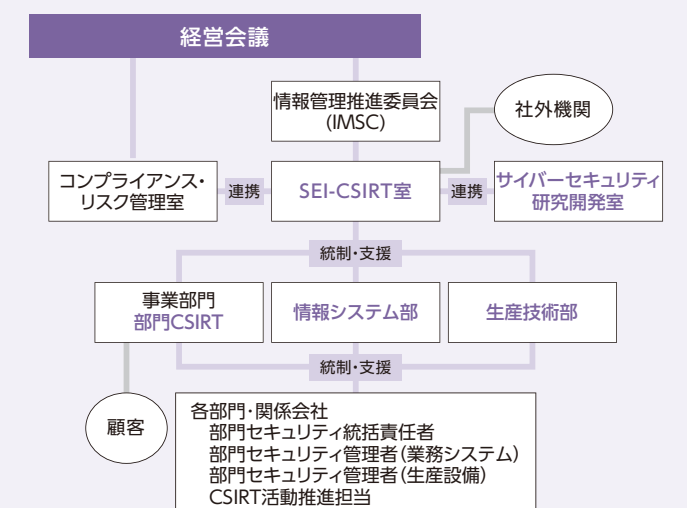 経営会議
情報管理推進委員会
(IMSC)
社外機関
コンプライアンス・
リスク管理室
連携
SEI-CSIRT室
連携
サイバーセキュリティ
研究開発室
統制・支援
事業部門
部門CSIRT
情報システム部
生産技術部
統制・支援
顧客
各部門・関係会社
部門セキュリティ統括責任者
部門セキュリティ管理者(業務システム)
部門セキュリティ管理者(生産設備)
CSIRT活動推進担当